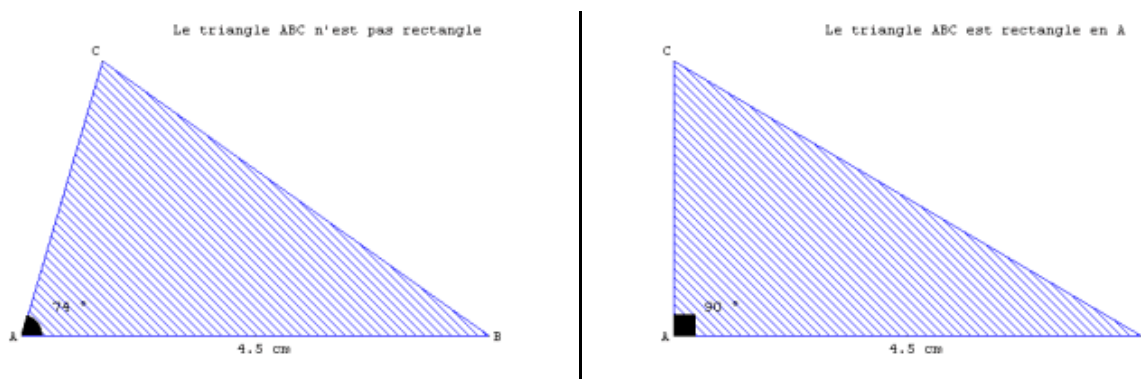 Le triangle ABC n'est pas rectangle
C
74 °
A
B
4.5 cm
Le triangle ABC est rectangle en A
C
90 °
A
4.5 cm